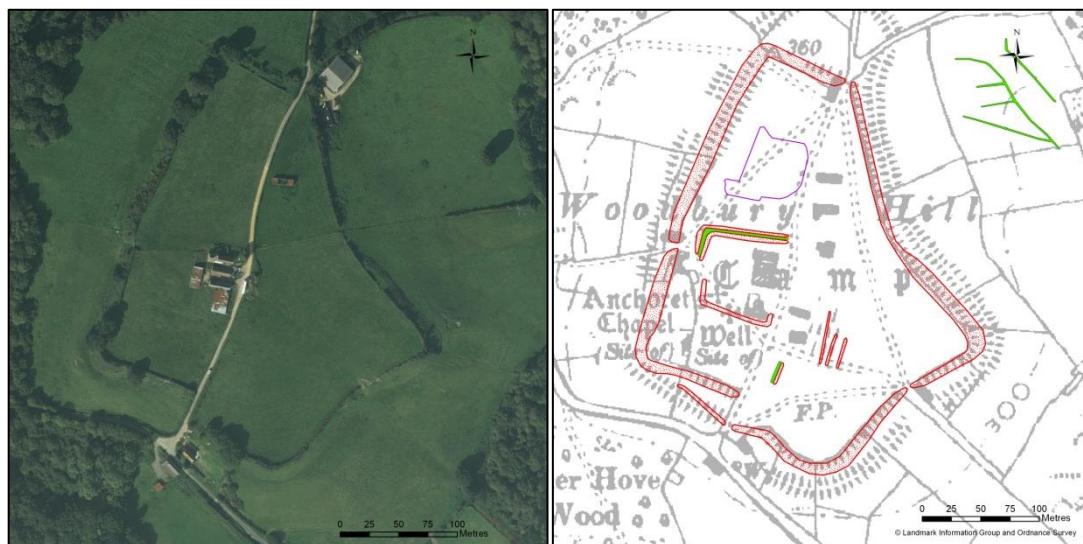 N
0 25 50 75 100
Metres
N
360
Woodbury Hill
Camp
Anchoret
Chapel
(Site of)
Well
(Site of)
F.P.
300
W
er Hove
Wood
0 25 50 75 100
Metres
© Landmark Information Group and Ordnance Survey